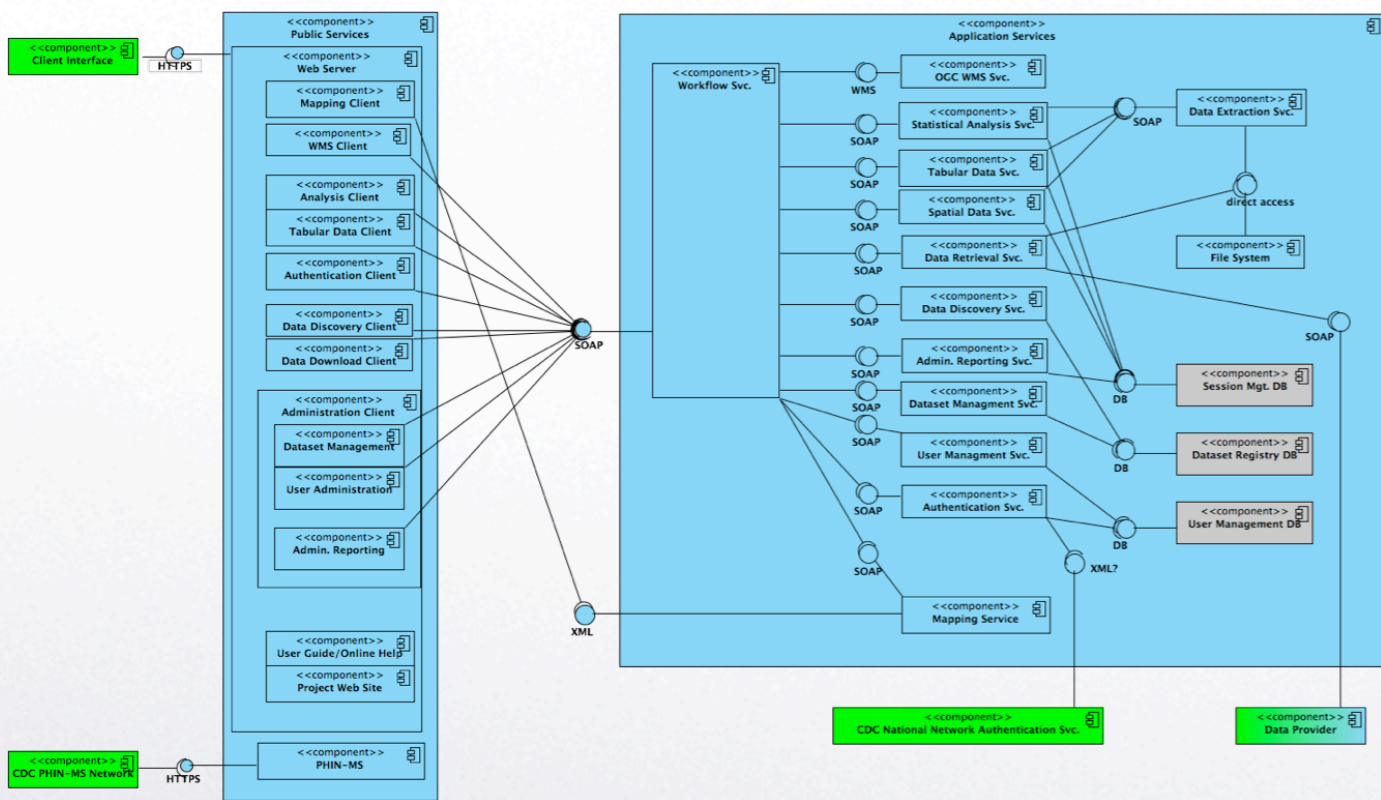 <<component>>
Client Interface
HTTPS
<<component>>
Public Services
<<component>>
Web Server
<<component>>
Mapping Client
<<component>>
WMS Client
<<component>>
Analysis Client
<<component>>
Tabular Data Client
<<component>>
Authentication Client
<<component>>
Data Discovery Client
<<component>>
Data Download Client
<<component>>
Administration Client
<<component>>
Dataset Management
<<component>>
User Administration
<<component>>
Admin. Reporting
<<component>>
User Guide/Online Help
<<component>>
Project Web Site
<<component>>
PHIN-MS
<<component>>
CDC PHIN-MS Network
HTTPS
SOAP
XML
<<component>>
Application Services
<<component>>
Workflow Svc.
WMS
SOAP
SOAP
SOAP
SOAP
SOAP
SOAP
SOAP
SOAP
SOAP
SOAP
<<component>>
OGC WMS Svc.
<<component>>
Statistical Analysis Svc.
<<component>>
Tabular Data Svc.
<<component>>
Spatial Data Svc.
<<component>>
Data Retrieval Svc.
<<component>>
Data Discovery Svc.
<<component>>
Admin. Reporting Svc.
<<component>>
Dataset Managment Svc.
<<component>>
User Managment Svc.
<<component>>
Authentication Svc.
<<component>>
Mapping Service
SOAP
<<component>>
Data Extraction Svc.
direct access
<<component>>
File System
SOAP
DB
<<component>>
Session Mgt. DB
DB
<<component>>
Dataset Registry DB
DB
<<component>>
User Management DB
XML?
<<component>>
CDC National Network Authentication Svc.
<<component>>
Data Provider